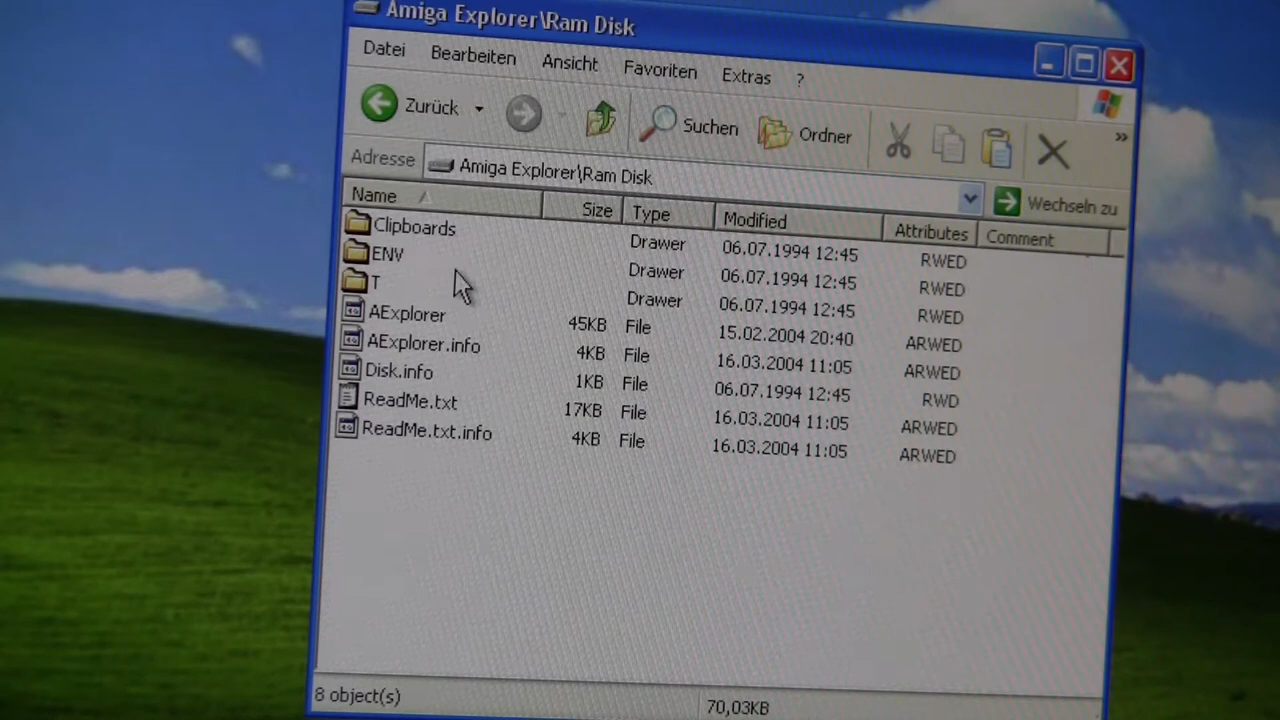 Amiga Explorer\Ram Disk
Datei Bearbeiten Ansicht Favoriten Extras ?
Zurück Suchen Ordner »
Adresse Amiga Explorer\Ram Disk Wechseln zu
Name Size Type Modified Attributes Comment
Clipboards Drawer 06.07.1994 12:45 RWED
ENV Drawer 06.07.1994 12:45 RWED
T Drawer 06.07.1994 12:45 RWED
AExplorer 45KB File 15.02.2004 20:40 ARWED
AExplorer.info 4KB File 16.03.2004 11:05 ARWED
Disk.info 1KB File 06.07.1994 12:45 RWD
ReadMe.txt 17KB File 16.03.2004 11:05 ARWED
ReadMe.txt.info 4KB File 16.03.2004 11:05 ARWED
8 object(s) 70,03KB